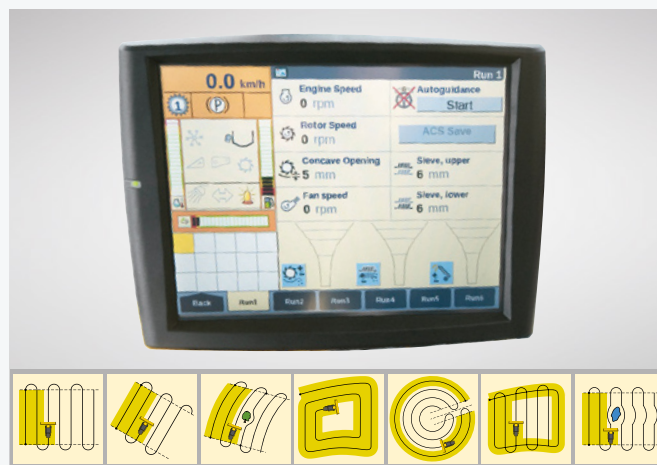 0.0 km/h
Run 1
1
(P)
Engine Speed
0 rpm
Autoguidance
Start
Rotor Speed
0 rpm
ACS Save
Concave Opening
5 mm
Sieve, upper
6 mm
Fan speed
0 rpm
Sieve, lower
6 mm
Back
Run1
Run2
Run3
Run4
Run5
Run6